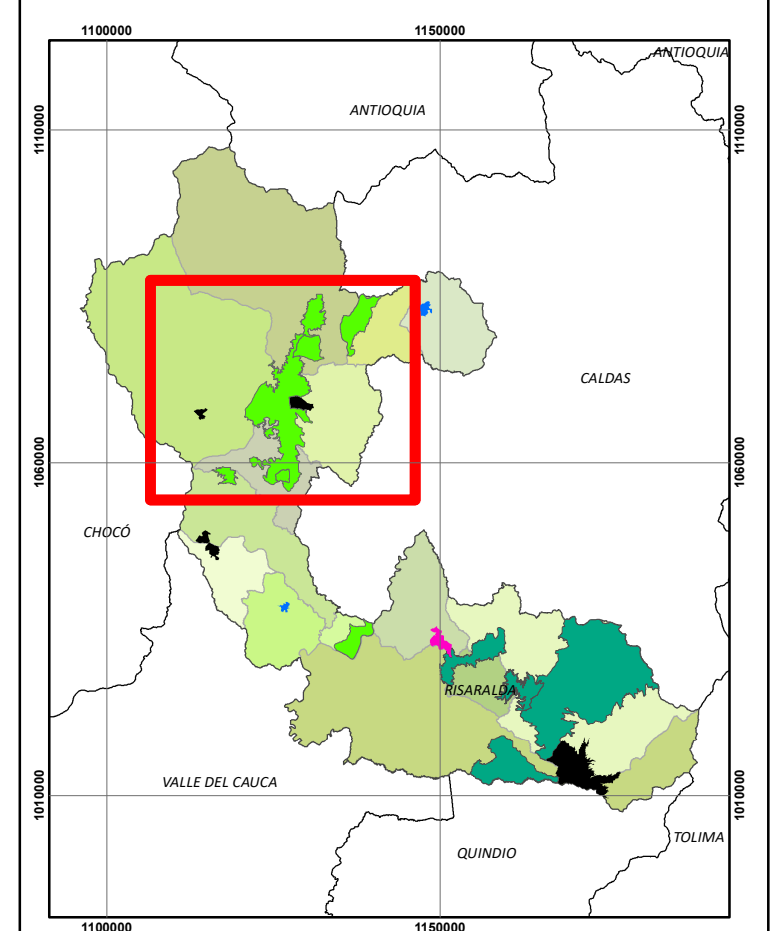 1100000 1150000
ANTIOQUIA
ANTIOQUIA
1110000 1110000
CALDAS
1060000 1060000
CHOCÓ
RISARALDA
VALLE DEL CAUCA
1010000 1010000
TOLIMA
QUINDIO
1100000 1150000